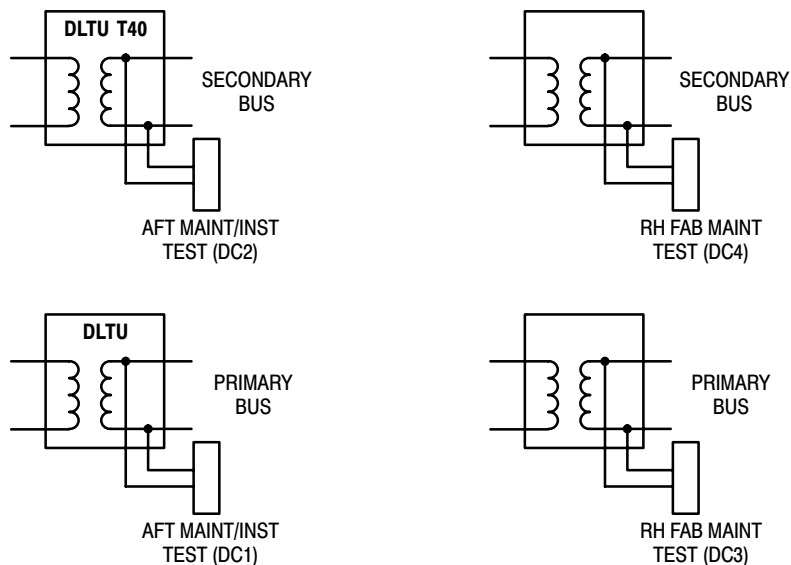 DLTU T40
SECONDARY
BUS
AFT MAINT/INST
TEST (DC2)
SECONDARY
BUS
RH FAB MAINT
TEST (DC4)
DLTU
PRIMARY
BUS
AFT MAINT/INST
TEST (DC1)
PRIMARY
BUS
RH FAB MAINT
TEST (DC3)